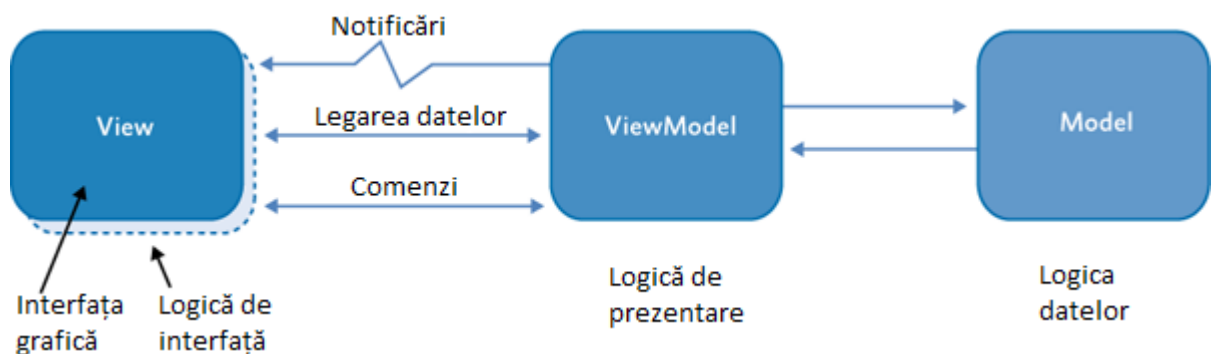 Notificări
View
Legarea datelor
ViewModel
Model
Comenzi
Interfața
grafică
Logică de
interfață
Logică de
prezentare
Logica
datelor